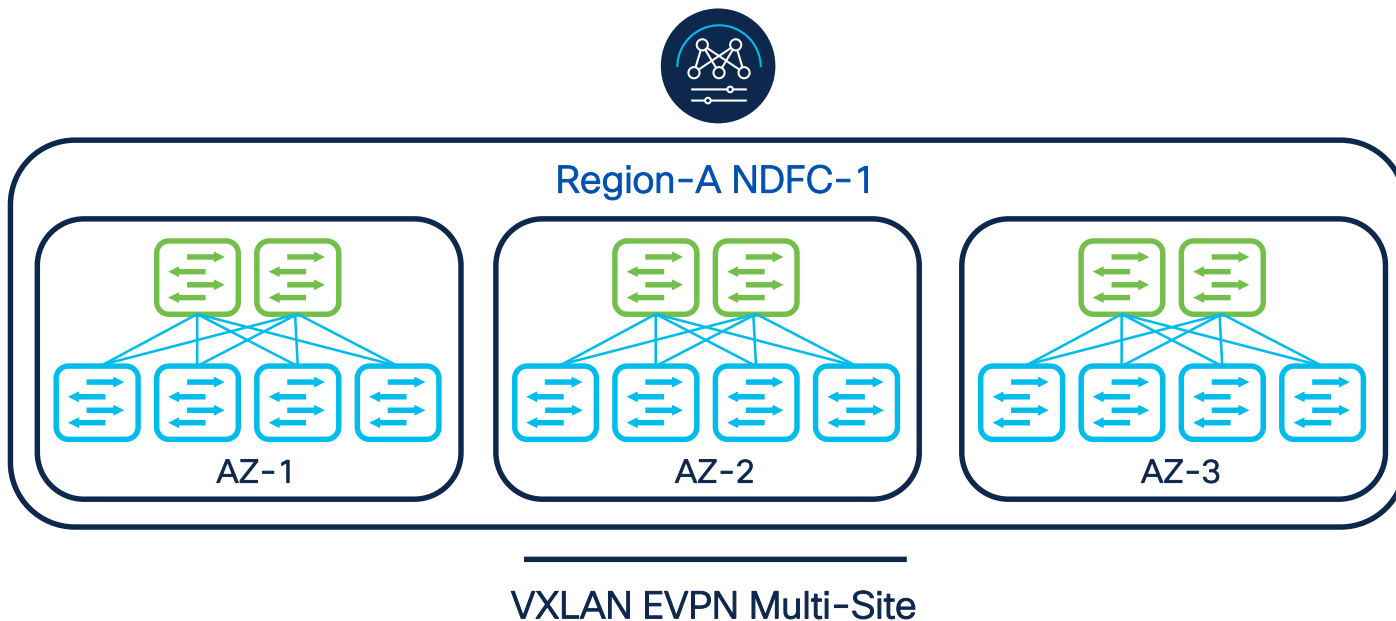 Region-A NDFC-1
AZ-1
AZ-2
AZ-3
VXLAN EVPN Multi-Site